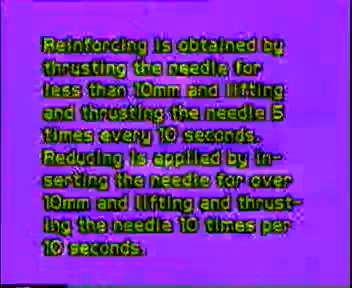 Reinforcing is obtained by
thrusting the needle for
less than 10mm and lifting
and thrusting the needle 5
times every 10 seconds.
Reducing is applied by in-
serting the needle for over
10mm and lifting and thrust-
ing the needle 10 times per
10 seconds.